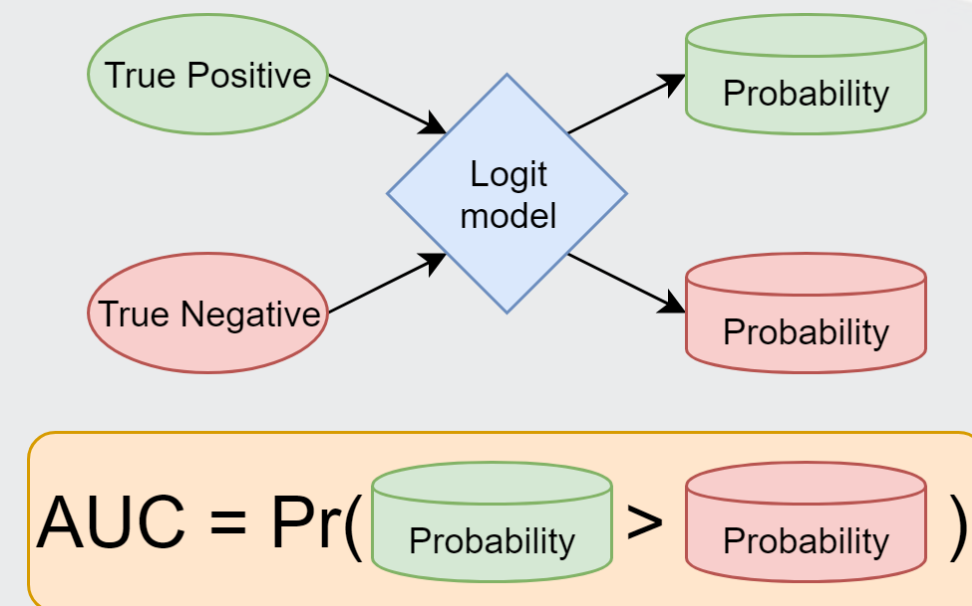 True Positive
Probability
Logit
model
True Negative
Probability
AUC = Pr( Probability > Probability )